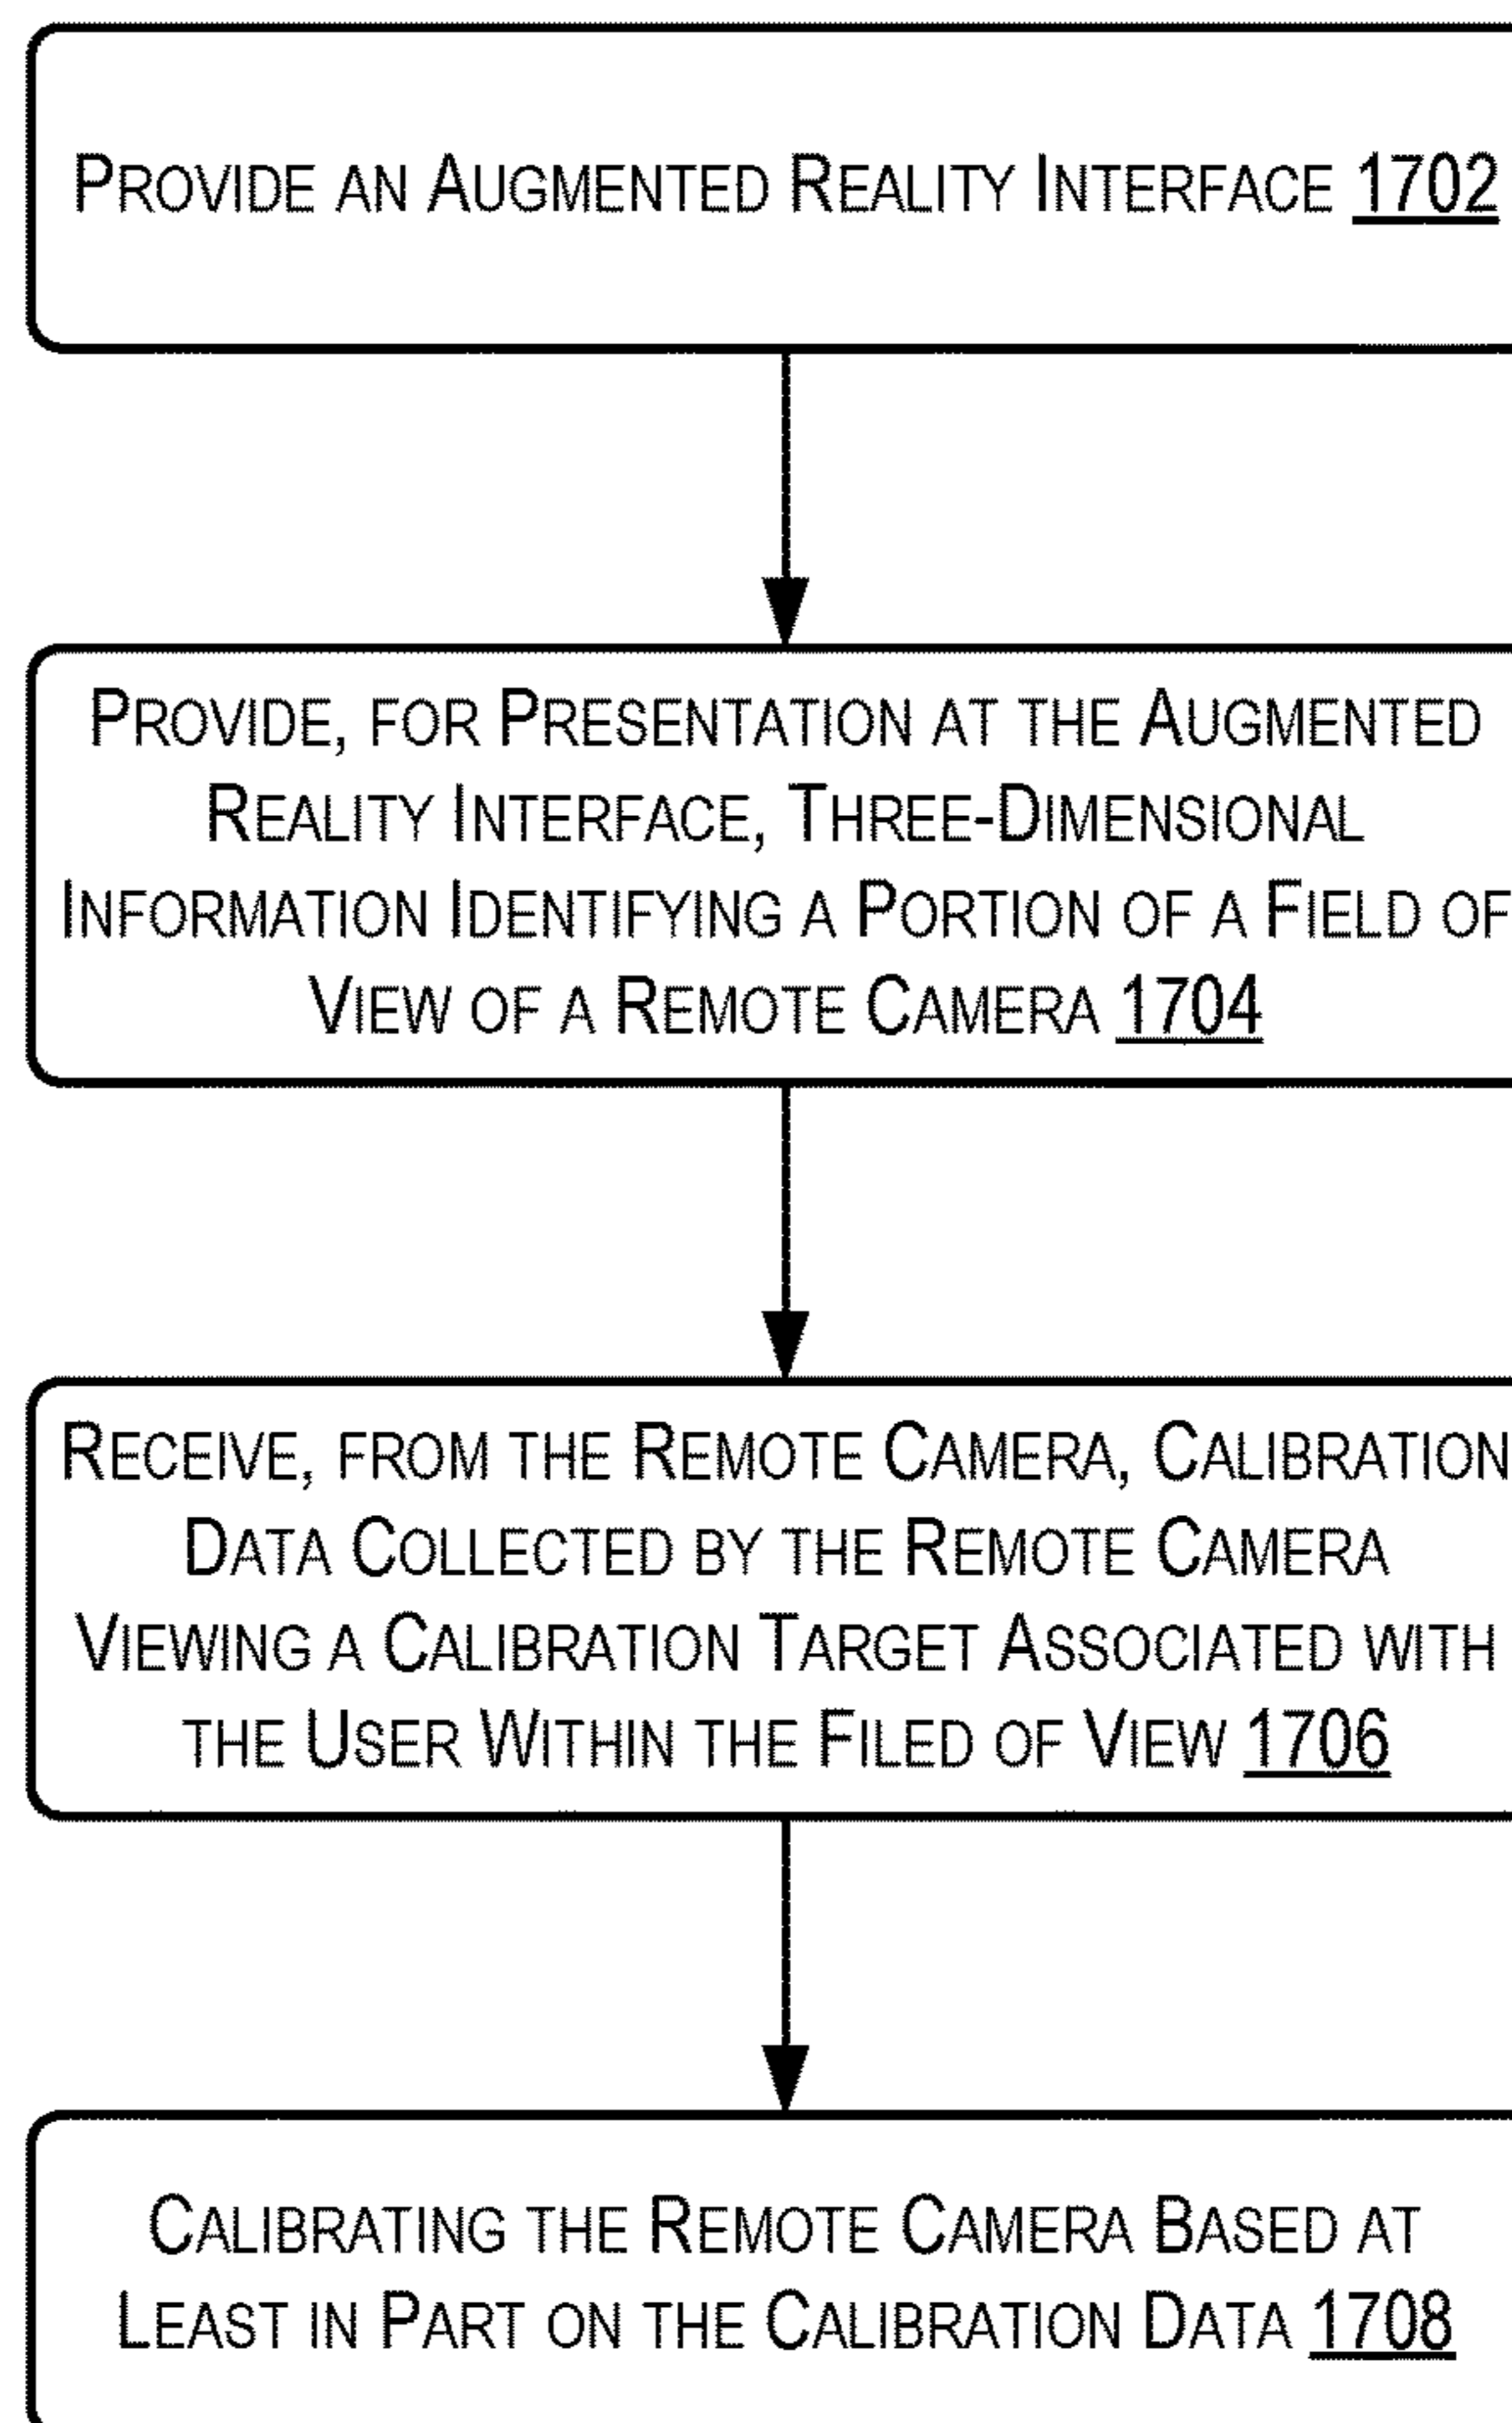 PROVIDE AN AUGMENTED REALITY INTERFACE 1702
PROVIDE, FOR PRESENTATION AT THE AUGMENTED
REALITY INTERFACE, THREE-DIMENSIONAL
INFORMATION IDENTIFYING A PORTION OF A FIELD OF
VIEW OF A REMOTE CAMERA 1704
RECEIVE, FROM THE REMOTE CAMERA, CALIBRATION
DATA COLLECTED BY THE REMOTE CAMERA
VIEWING A CALIBRATION TARGET ASSOCIATED WITH
THE USER WITHIN THE FILED OF VIEW 1706
CALIBRATING THE REMOTE CAMERA BASED AT
LEAST IN PART ON THE CALIBRATION DATA 1708